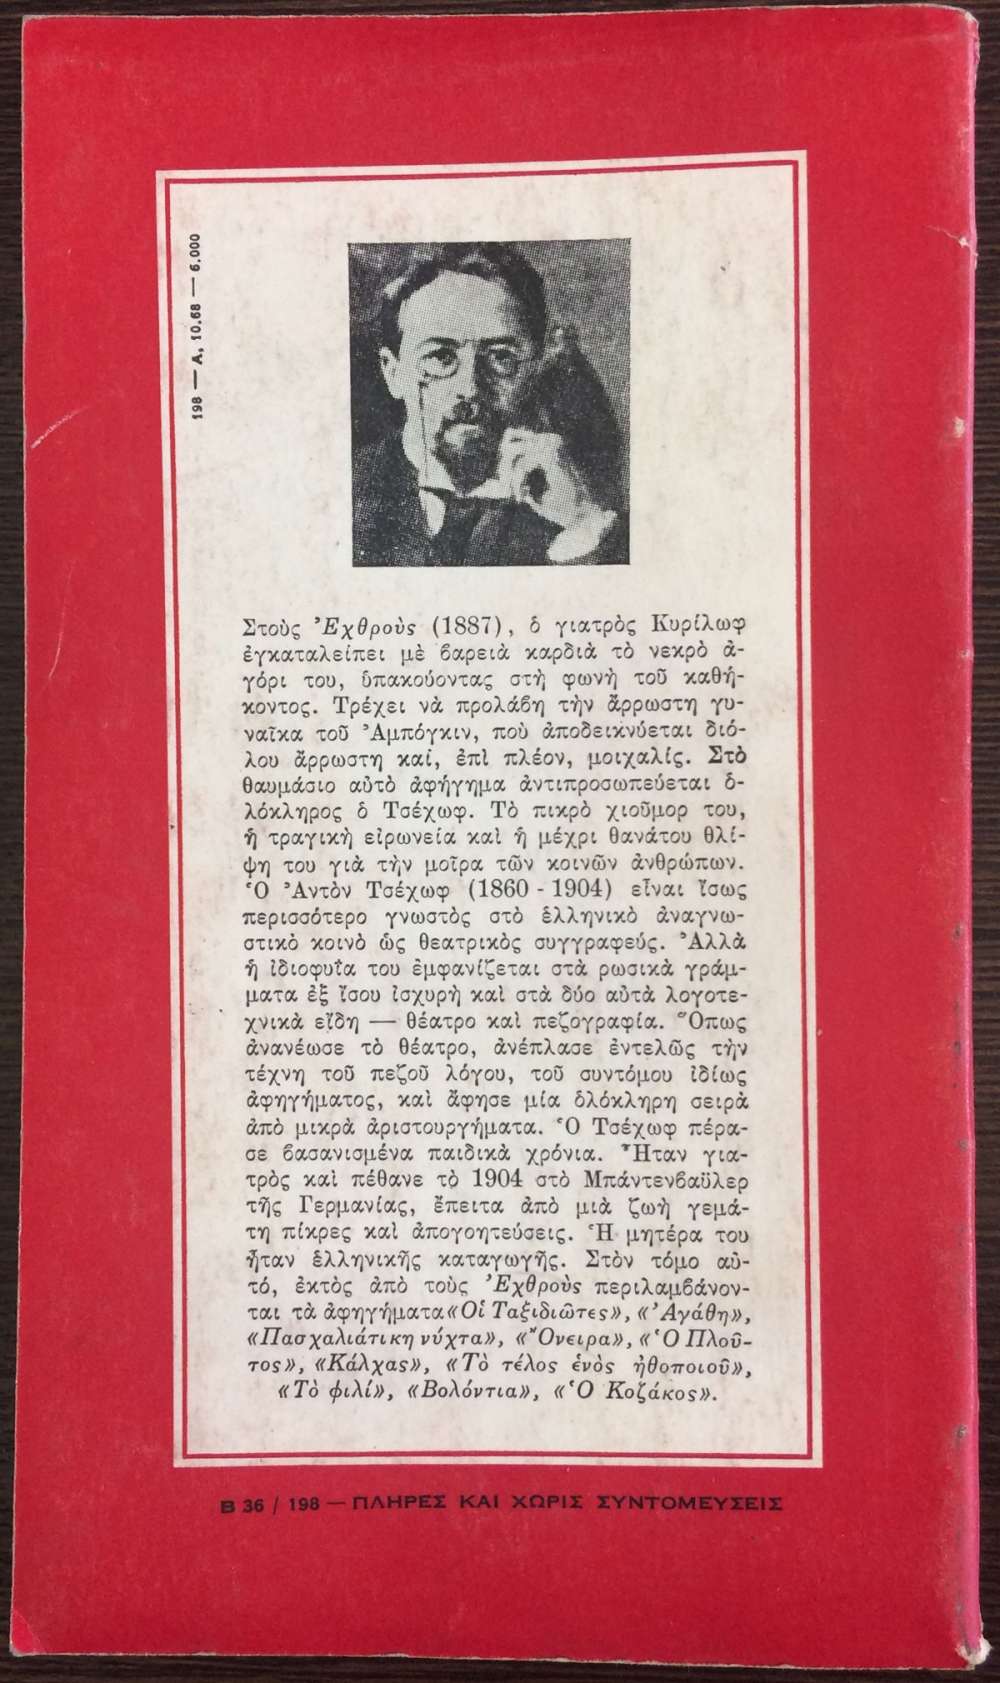 198 — Α, 10.68 — 6.000
Στοὺς Ἐχθροὺς (1887), ὁ γιατρὸς Κυρίλωφ
ἐγκαταλείπει μὲ βαρειὰ καρδιὰ τὸ νεκρὸ ἀ-
γόρι του, ὑπακούοντας στὴ φωνὴ τοῦ καθή-
κοντος. Τρέχει νὰ προλάβη τὴν ἄρρωστη γυ-
ναῖκα τοῦ Ἀμπόγκιν, ποὺ ἀποδεικνύεται διό-
λου ἄρρωστη καί, ἐπὶ πλέον, μοιχαλίς. Στὸ
θαυμάσιο αὐτὸ ἀφήγημα ἀντιπροσωπεύεται ὁ-
λόκληρος ὁ Τσέχωφ. Τὸ πικρὸ χιοῦμορ του,
ἡ τραγικὴ εἰρωνεία καὶ ἡ μέχρι θανάτου θλί-
ψη του γιὰ τὴν μοῖρα τῶν κοινῶν ἀνθρώπων.
Ὁ Ἀντὸν Τσέχωφ (1860 - 1904) εἶναι ἴσως
περισσότερο γνωστὸς στὸ ἑλληνικὸ ἀναγνω-
στικὸ κοινὸ ὡς θεατρικὸς συγγραφεύς. Ἀλλὰ
ἡ ἰδιοφυΐα του ἐμφανίζεται στὰ ρωσικὰ γράμ-
ματα ἐξ ἴσου ἰσχυρὴ καὶ στὰ δύο αὐτὰ λογοτε-
χνικὰ εἴδη — θέατρο καὶ πεζογραφία. Ὅπως
ἀνανέωσε τὸ θέατρο, ἀνέπλασε ἐντελῶς τὴν
τέχνη τοῦ πεζοῦ λόγου, τοῦ συντόμου ἰδίως
ἀφηγήματος, καὶ ἄφησε μία ὁλόκληρη σειρὰ
ἀπὸ μικρὰ ἀριστουργήματα. Ὁ Τσέχωφ πέρα-
σε βασανισμένα παιδικὰ χρόνια. Ἦταν για-
τρὸς καὶ πέθανε τὸ 1904 στὸ Μπάντενβαϋλερ
τῆς Γερμανίας, ἔπειτα ἀπὸ μιὰ ζωὴ γεμά-
τη πίκρες καὶ ἀπογοητεύσεις. Ἡ μητέρα του
ἦταν ἑλληνικῆς καταγωγῆς. Στὸν τόμο αὐ-
τό, ἐκτὸς ἀπὸ τοὺς Ἐχθροὺς περιλαμβάνον-
ται τὰ ἀφηγήματα «Οἱ Ταξιδιῶτες», «Ἀγάθη»,
«Πασχαλιάτικη νύχτα», «Ὄνειρα», «Ὁ Πλοῦ-
τος», «Κάλχας», «Τὸ τέλος ἑνὸς ἠθοποιοῦ»,
«Τὸ φιλί», «Βολόντια», «Ὁ Κοζάκος».
Β 36 / 198 — ΠΛΗΡΕΣ ΚΑΙ ΧΩΡΙΣ ΣΥΝΤΟΜΕΥΣΕΙΣ